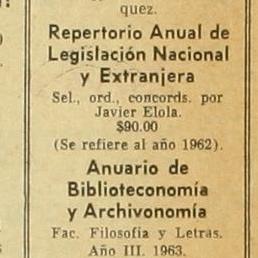 quez.
Repertorio Anual de
Legislación Nacional
y Extranjera
Sel., ord., concords. por
Javier Elola.
$90.00
(Se refiere al año 1962).
Anuario de
Biblioteconomía
y Archivonomía
Fac. Filosofía y Letras.
Año III. 1963.